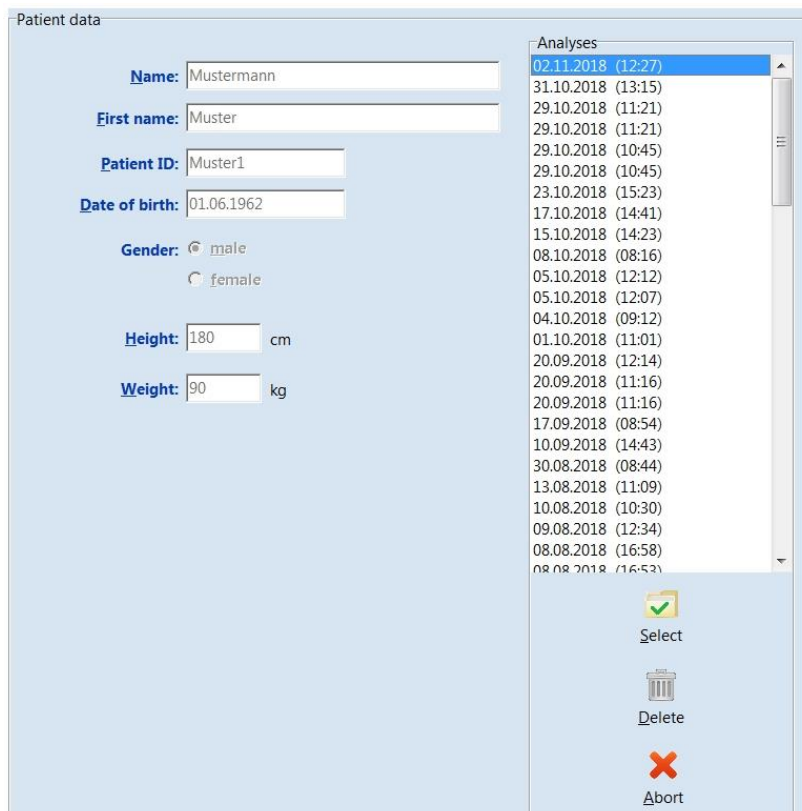 Patient data
Name: Mustermann
First name: Muster
Patient ID: Muster1
Date of birth: 01.06.1962
Gender: male
female
Height: 180 cm
Weight: 90 kg
Analyses
02.11.2018 (12:27)
31.10.2018 (13:15)
29.10.2018 (11:21)
29.10.2018 (11:21)
29.10.2018 (10:45)
29.10.2018 (10:45)
23.10.2018 (15:23)
17.10.2018 (14:41)
15.10.2018 (14:23)
08.10.2018 (08:16)
05.10.2018 (12:12)
05.10.2018 (12:07)
04.10.2018 (09:12)
01.10.2018 (11:01)
20.09.2018 (12:14)
20.09.2018 (11:16)
20.09.2018 (11:16)
17.09.2018 (08:54)
10.09.2018 (14:43)
30.08.2018 (08:44)
13.08.2018 (11:09)
10.08.2018 (10:30)
09.08.2018 (12:34)
08.08.2018 (16:58)
08.08.2018 (16:53)
Select
Delete
Abort